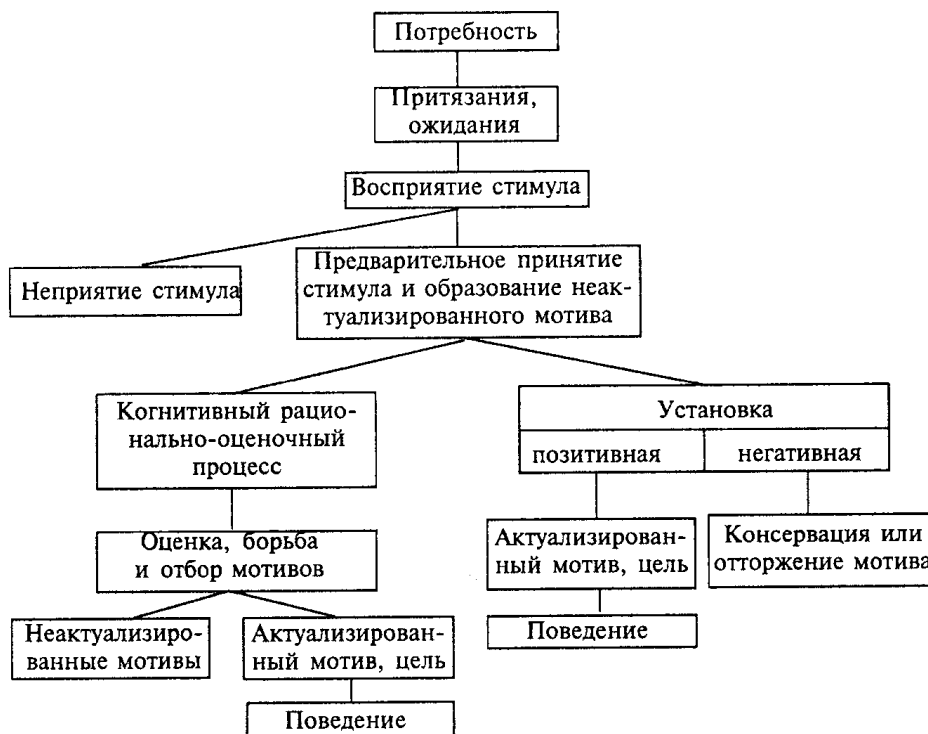 Потребность
Притязания,
ожидания
Восприятие стимула
Неприятие стимула
Предварительное принятие
стимула и образование неак-
туализированного мотива
Когнитивный рацио-
нально-оценочный
процесс
Установка
позитивная
негативная
Оценка, борьба
и отбор мотивов
Актуализирован-
ный мотив, цель
Консервация или
отторжение мотива
Неактуализиро-
ванные мотивы
Актуализирован-
ный мотив, цель
Поведение
Поведение